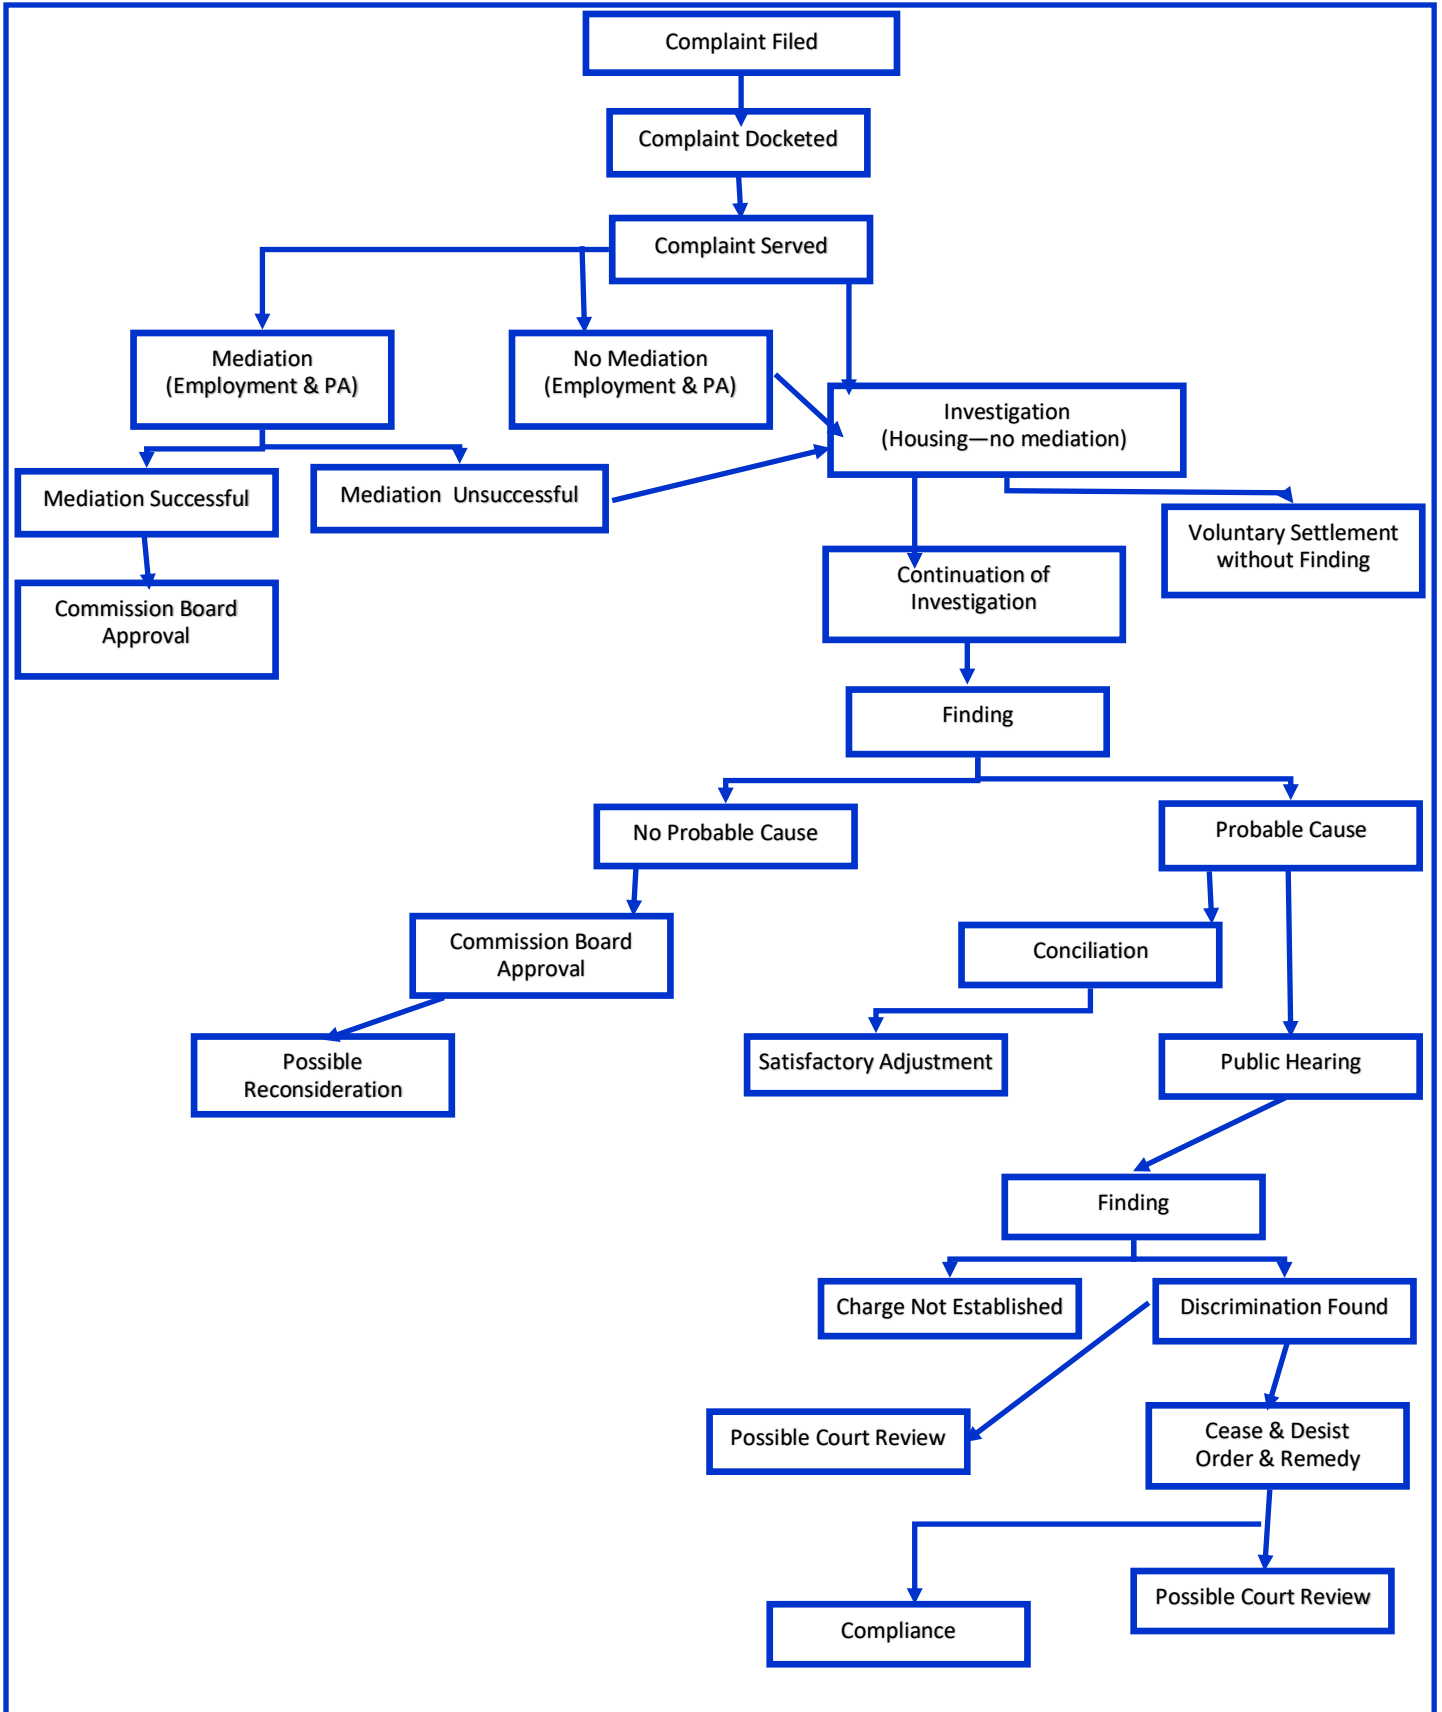 Complaint Filed
Complaint Docketed
Complaint Served
Mediation
(Employment & PA)
No Mediation
(Employment & PA)
Investigation
(Housing—no mediation)
Mediation Successful
Mediation  Unsuccessful
Voluntary Settlement
without Finding
Continuation of
Investigation
Commission Board
Approval
Finding
No Probable Cause
Probable Cause
Commission Board
Approval
Conciliation
Possible
Reconsideration
Satisfactory Adjustment
Public Hearing
Finding
Charge Not Established
Discrimination Found
Possible Court Review
Cease & Desist
Order & Remedy
Possible Court Review
Compliance